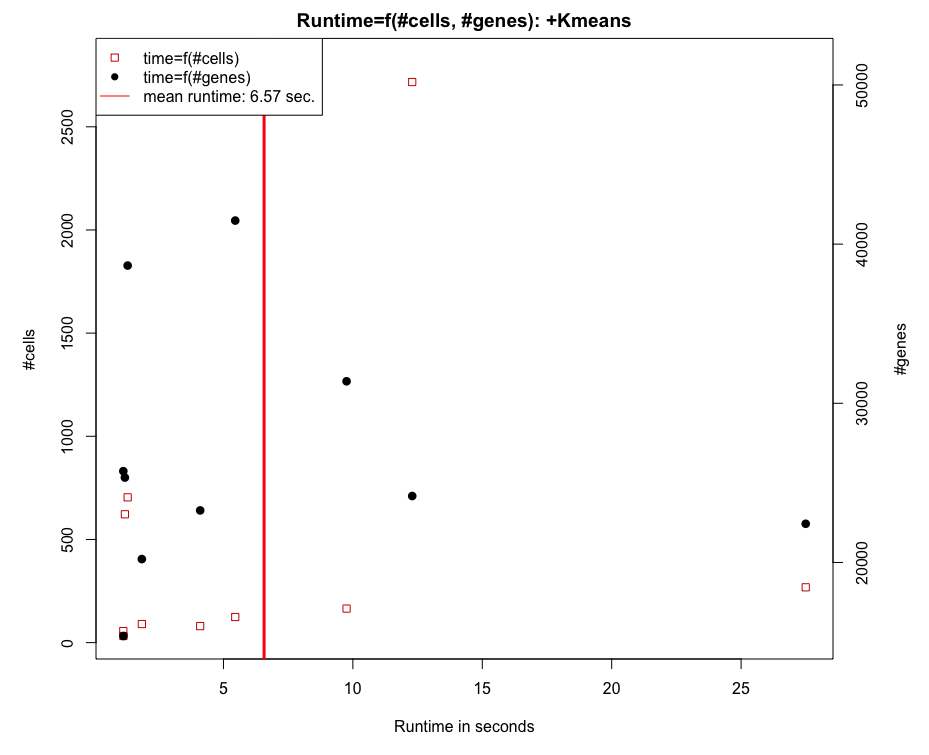 Runtime=f(#cells, #genes): +Kmeans
time=f(#cells)
time=f(#genes)
mean runtime: 6.57 sec.
#cells
0
500
1000
1500
2000
2500
#genes
20000
30000
40000
50000
5 10 15 20 25
Runtime in seconds